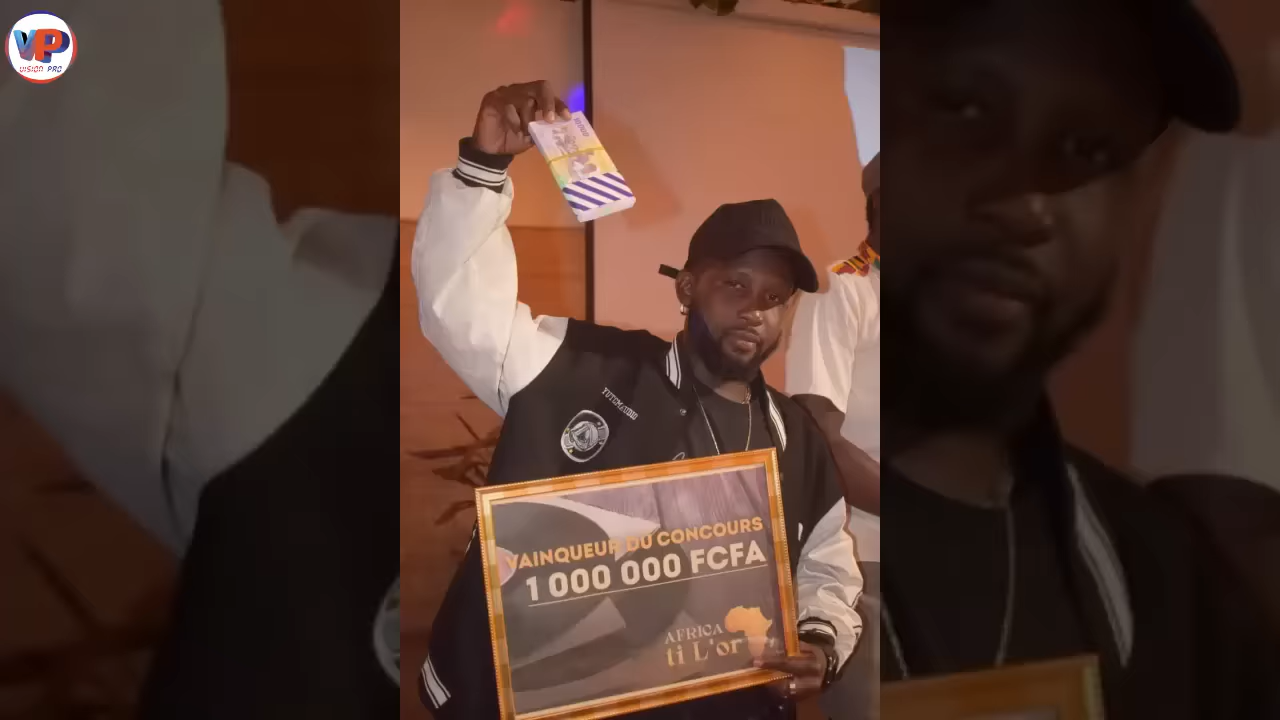 VP
VISION PRO
VAINQUEUR DU CONCOURS
1 000 000 FCFA
AFRICA
ti L'or